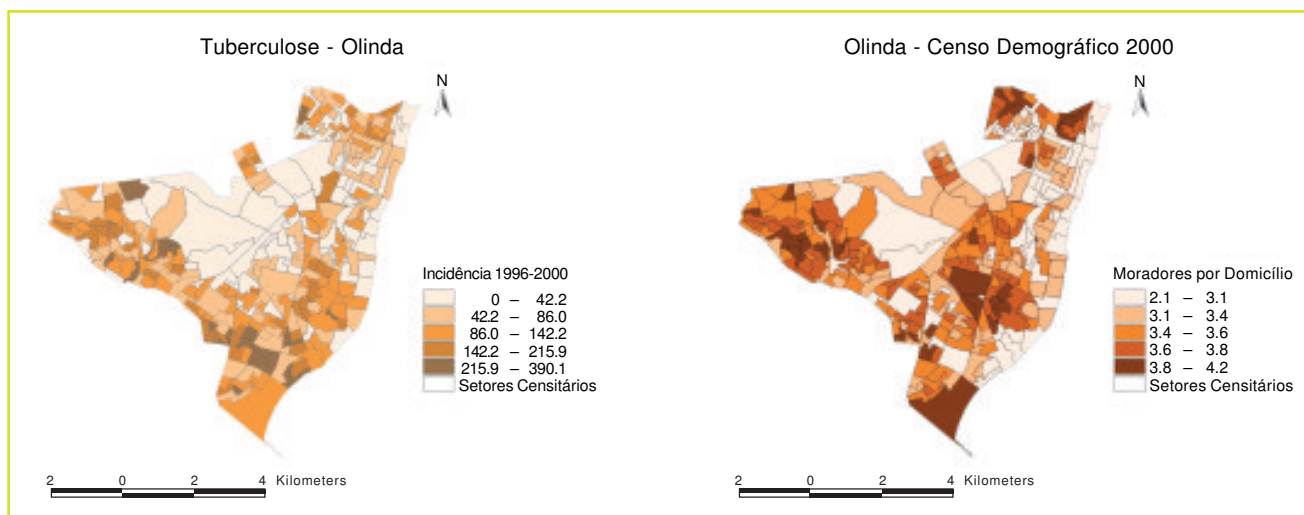 Tuberculose - Olinda
N
Incidência 1996-2000
0 – 42.2
42.2 – 86.0
86.0 – 142.2
142.2 – 215.9
215.9 – 390.1
Setores Censitários
2 0 2 4 Kilometers
Olinda - Censo Demográfico 2000
N
Moradores por Domicílio
2.1 – 3.1
3.1 – 3.4
3.4 – 3.6
3.6 – 3.8
3.8 – 4.2
Setores Censitários
2 0 2 4 Kilometers